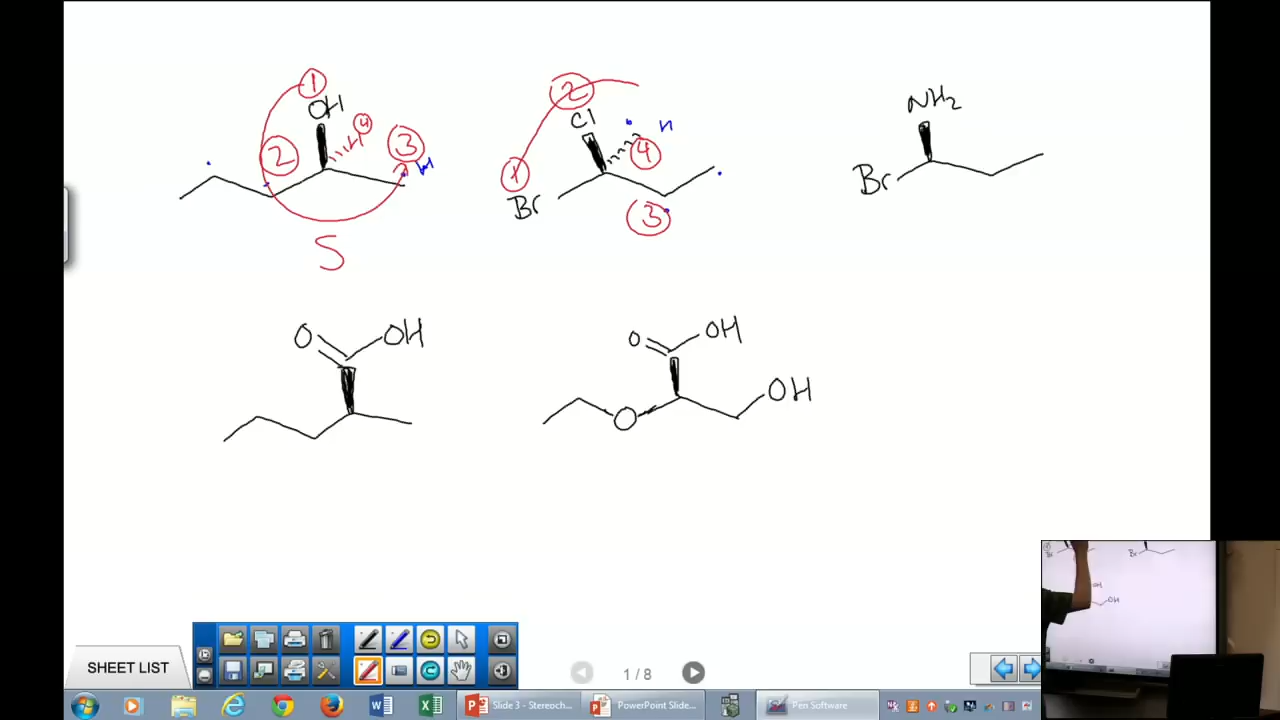 1
OH
4
2
3
H
S
2
Cl
H
4
1
Br
3
NH2
Br
O
OH
O
OH
O
OH
SHEET LIST
1 / 8
Slide 3 - Stereoch...
PowerPoint Slide...
Pen Software